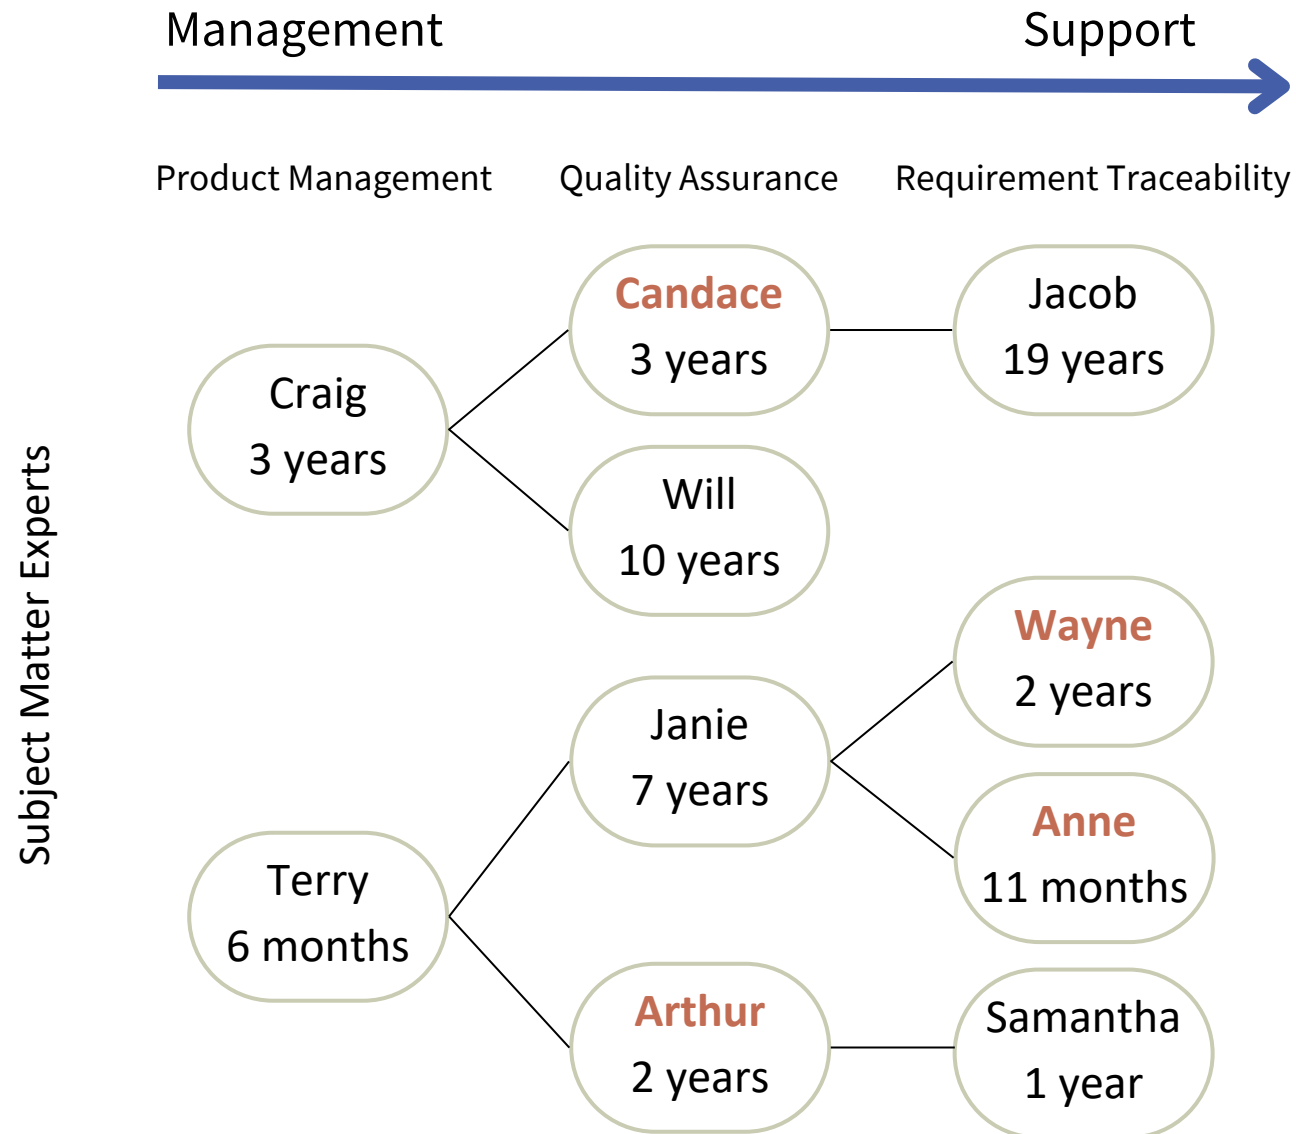 Management
Support
Product Management
Quality Assurance
Requirement Traceability
Subject Matter Experts
Craig
3 years
Candace
3 years
Jacob
19 years
Will
10 years
Terry
6 months
Janie
7 years
Wayne
2 years
Anne
11 months
Arthur
2 years
Samantha
1 year